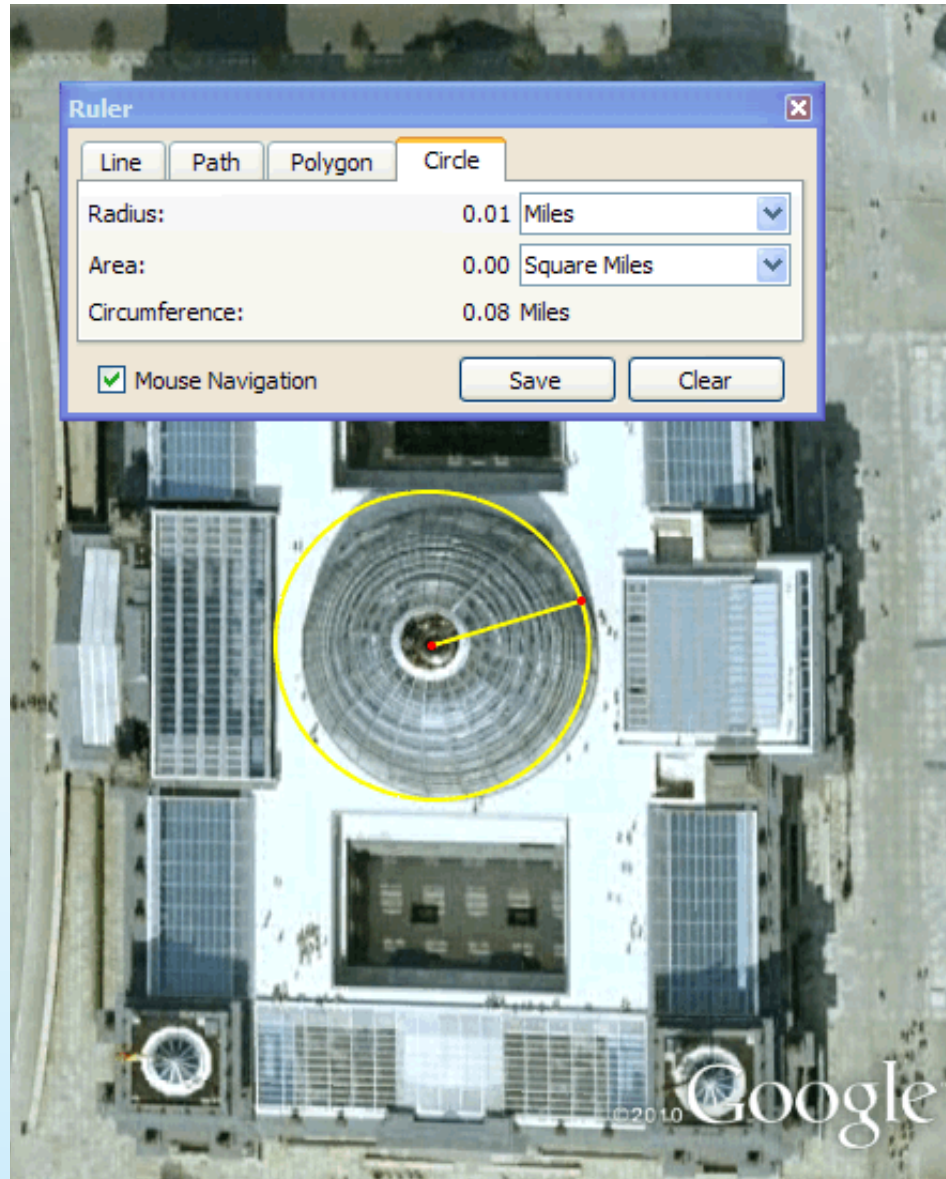 Ruler
Line Path Polygon Circle
Radius: 0.01 Miles
Area: 0.00 Square Miles
Circumference: 0.08 Miles
Mouse Navigation Save Clear
©2010 Google